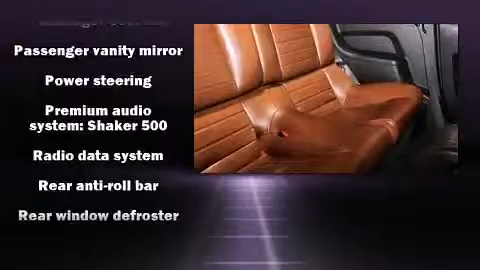 Passenger vanity mirror
Power steering
Premium audio
system: Shaker 500
Radio data system
Rear anti-roll bar
Rear window defroster